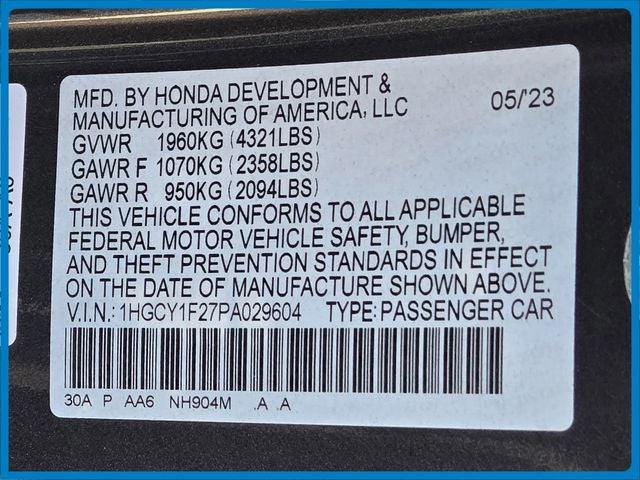 MFD. BY HONDA DEVELOPMENT &
MANUFACTURING OF AMERICA, LLC 05/'23
GVWR 1960KG (4321LBS)
GAWR F 1070KG (2358LBS)
GAWR R 950KG (2094LBS)
THIS VEHICLE CONFORMS TO ALL APPLICABLE
FEDERAL MOTOR VEHICLE SAFETY, BUMPER,
AND THEFT PREVENTION STANDARDS IN EFFECT
ON THE DATE OF MANUFACTURE SHOWN ABOVE.
V.I.N.: 1HGCY1F27PA029604 TYPE: PASSENGER CAR
30A P AA6 NH904M .A .A